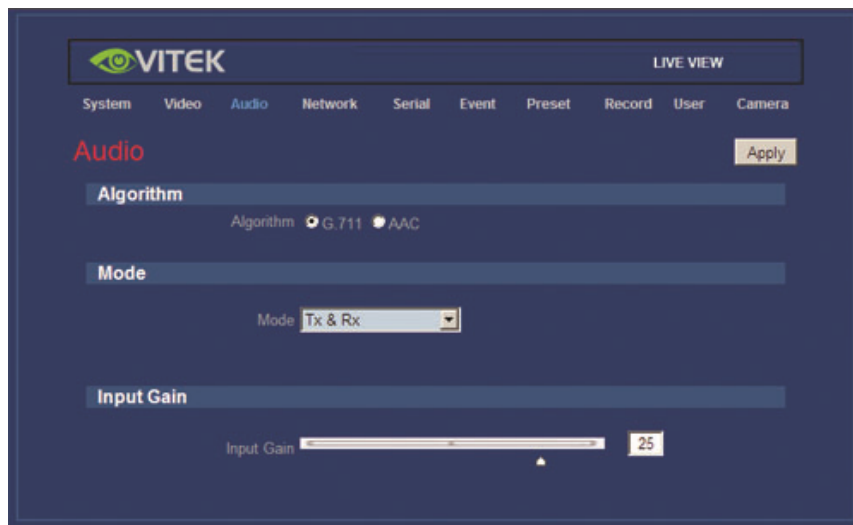 VITEK
LIVE VIEW
System Video Audio Network Serial Event Preset Record User Camera
Audio
Apply
Algorithm
Algorithm G.711 AAC
Mode
Mode Tx & Rx
Input Gain
Input Gain 25